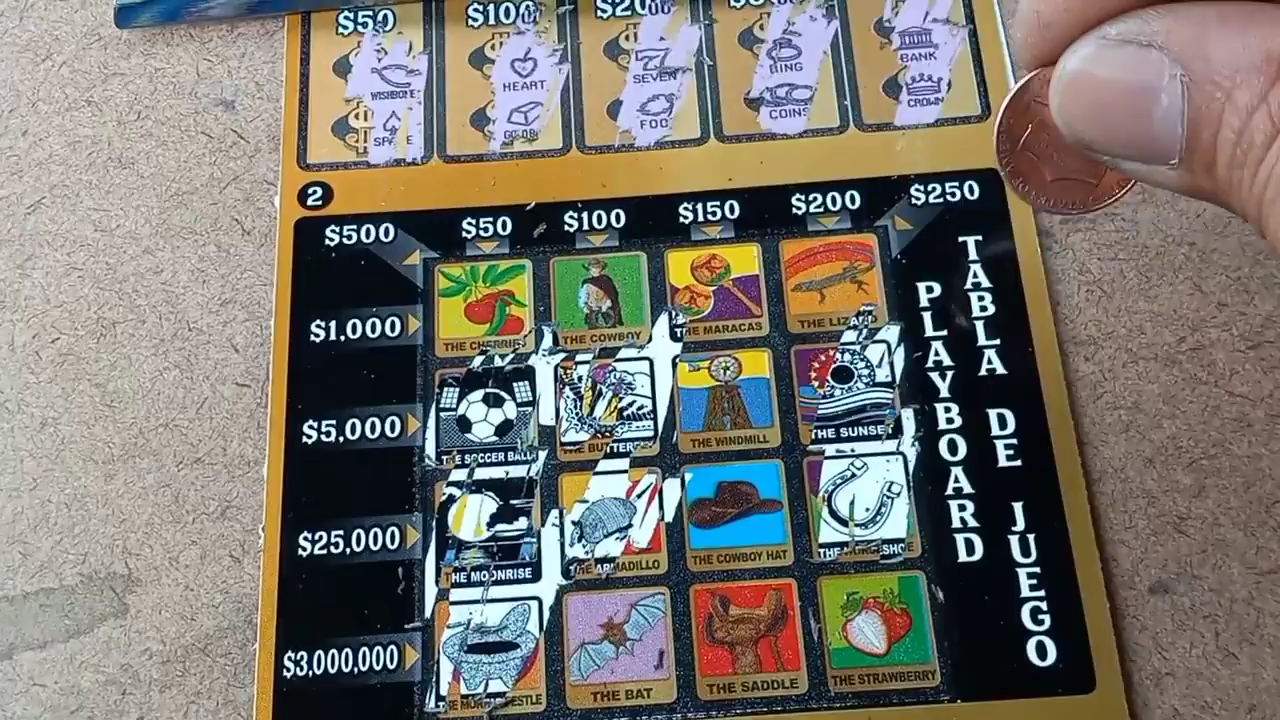 $50 $100
WISHBONE HEART SEVEN RING BANK
COINS CROWN
2
$500 $50 $100 $150 $200 $250
$1,000
THE CHERRIES THE COWBOY THE MARACAS THE LIZARD
$5,000
THE SOCCER BALL THE BUTTERFLY THE WINDMILL THE SUNSET
$25,000
THE MOONRISE THE ARMADILLO THE COWBOY HAT THE HORSESHOE
$3,000,000
THE BAT THE SADDLE THE STRAWBERRY
PLAYBOARD
TABLA DE JUEGO